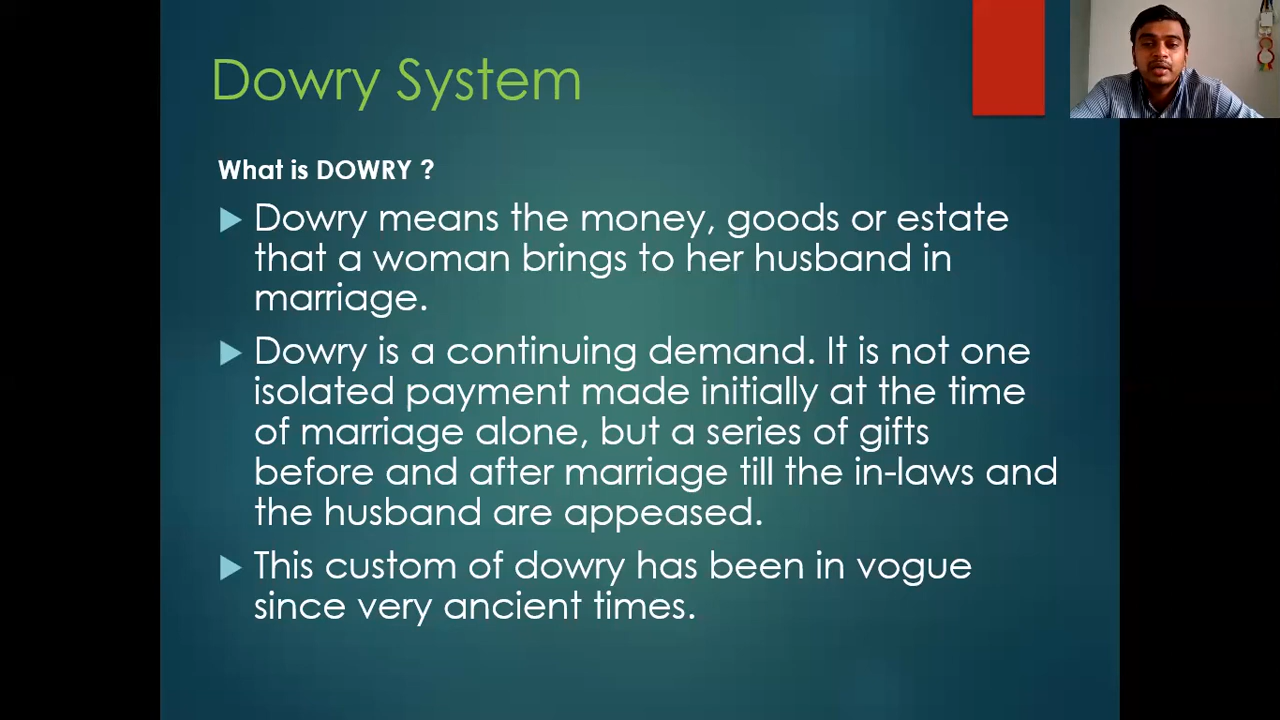 Dowry System
What is DOWRY ?
Dowry means the money, goods or estate
that a woman brings to her husband in
marriage.
Dowry is a continuing demand. It is not one
isolated payment made initially at the time
of marriage alone, but a series of gifts
before and after marriage till the in-laws and
the husband are appeased.
This custom of dowry has been in vogue
since very ancient times.